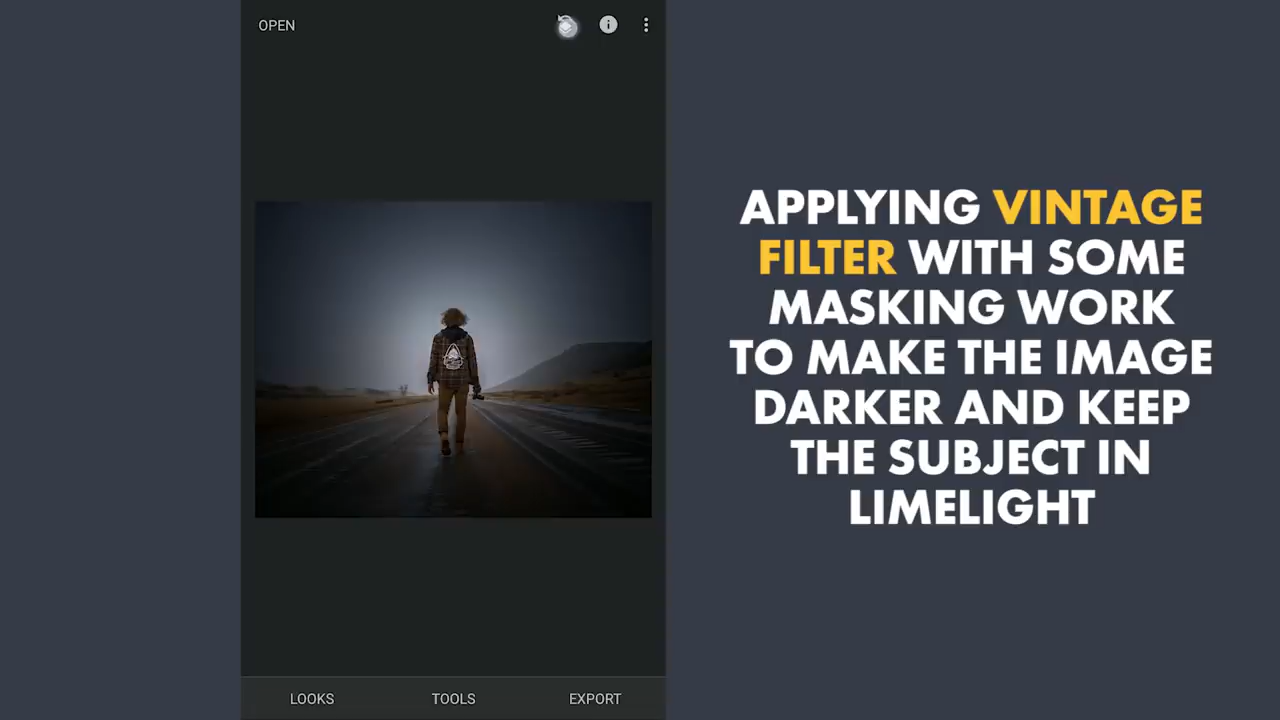 OPEN
APPLYING VINTAGE
FILTER WITH SOME
MASKING WORK
TO MAKE THE IMAGE
DARKER AND KEEP
THE SUBJECT IN
LIMELIGHT
LOOKS TOOLS EXPORT